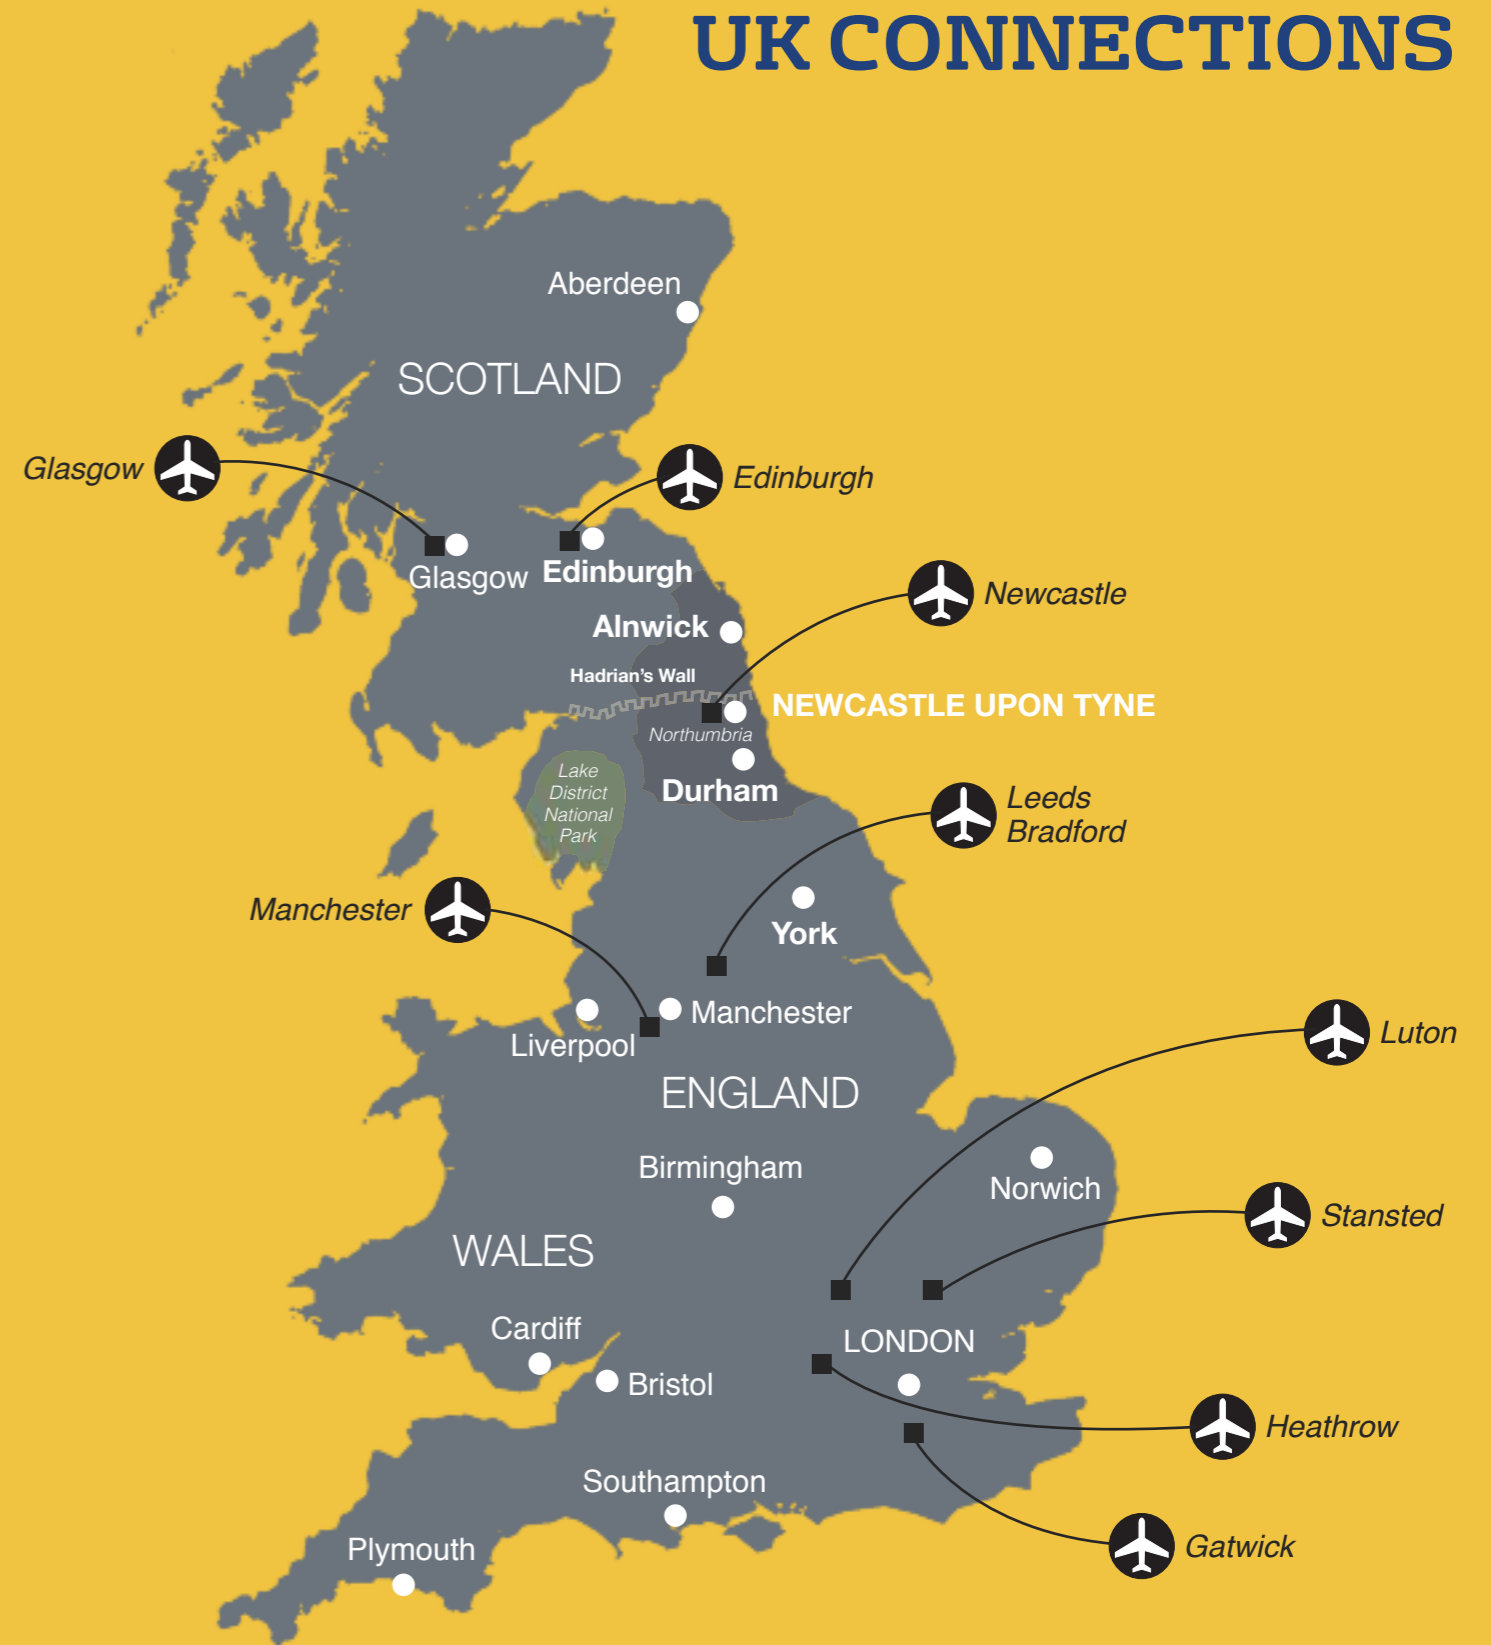 UK CONNECTIONS
Aberdeen
SCOTLAND
Glasgow
Edinburgh
Glasgow
Edinburgh
Newcastle
Alnwick
Hadrian's Wall
NEWCASTLE UPON TYNE
Northumbria
Lake
District
National
Park
Durham
Leeds
Bradford
Manchester
York
Manchester
Liverpool
Luton
ENGLAND
Birmingham
Norwich
Stansted
WALES
Cardiff
LONDON
Bristol
Heathrow
Southampton
Gatwick
Plymouth